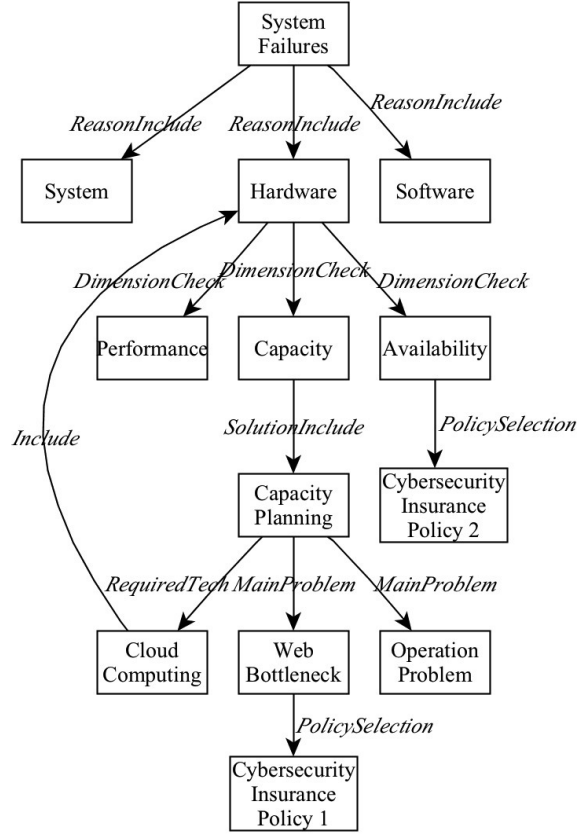 System
Failures
ReasonInclude
ReasonInclude
ReasonInclude
System
Hardware
Software
DimensionCheck
DimensionCheck
DimensionCheck
Performance
Capacity
Availability
Include
SolutionInclude
PolicySelection
Capacity
Planning
Cybersecurity
Insurance
Policy 2
RequiredTech
MainProblem
MainProblem
Cloud
Computing
Web
Bottleneck
Operation
Problem
PolicySelection
Cybersecurity
Insurance
Policy 1